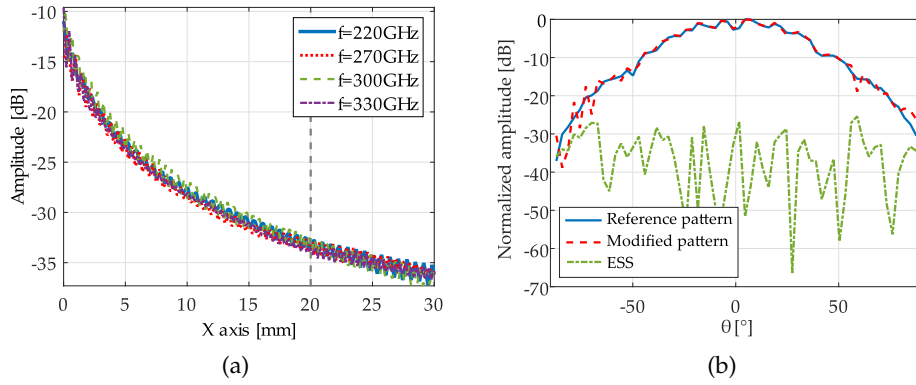 -10
-15
-20
-25
-30
-35
Amplitude [dB]
f=220GHz
f=270GHz
f=300GHz
f=330GHz
0 5 10 15 20 25 30
X axis [mm]
(a)
0
-10
-20
-30
-40
-50
-60
-70
Normalized amplitude [dB]
Reference pattern
Modified pattern
ESS
-50 0 50
θ [°]
(b)